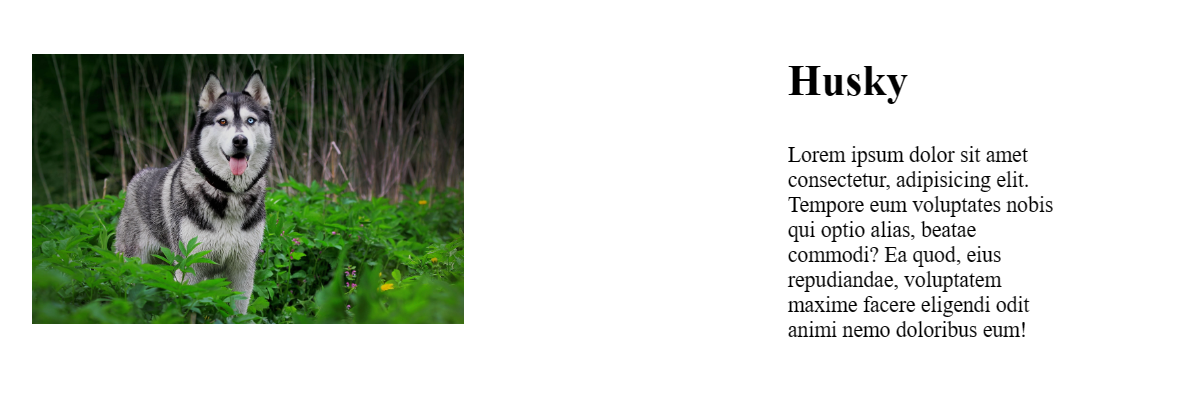 Husky
Lorem ipsum dolor sit amet
consectetur, adipisicing elit.
Tempore eum voluptates nobis
qui optio alias, beatae
commodi? Ea quod, eius
repudiandae, voluptatem
maxime facere eligendi odit
animi nemo doloribus eum!